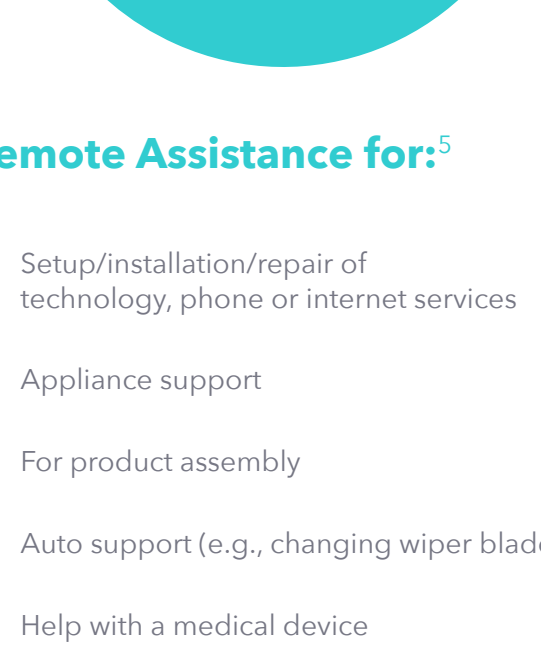 emote Assistance for:5
Setup/installation/repair of
technology, phone or internet services
Appliance support
For product assembly
Auto support (e.g., changing wiper blad
Help with a medical device